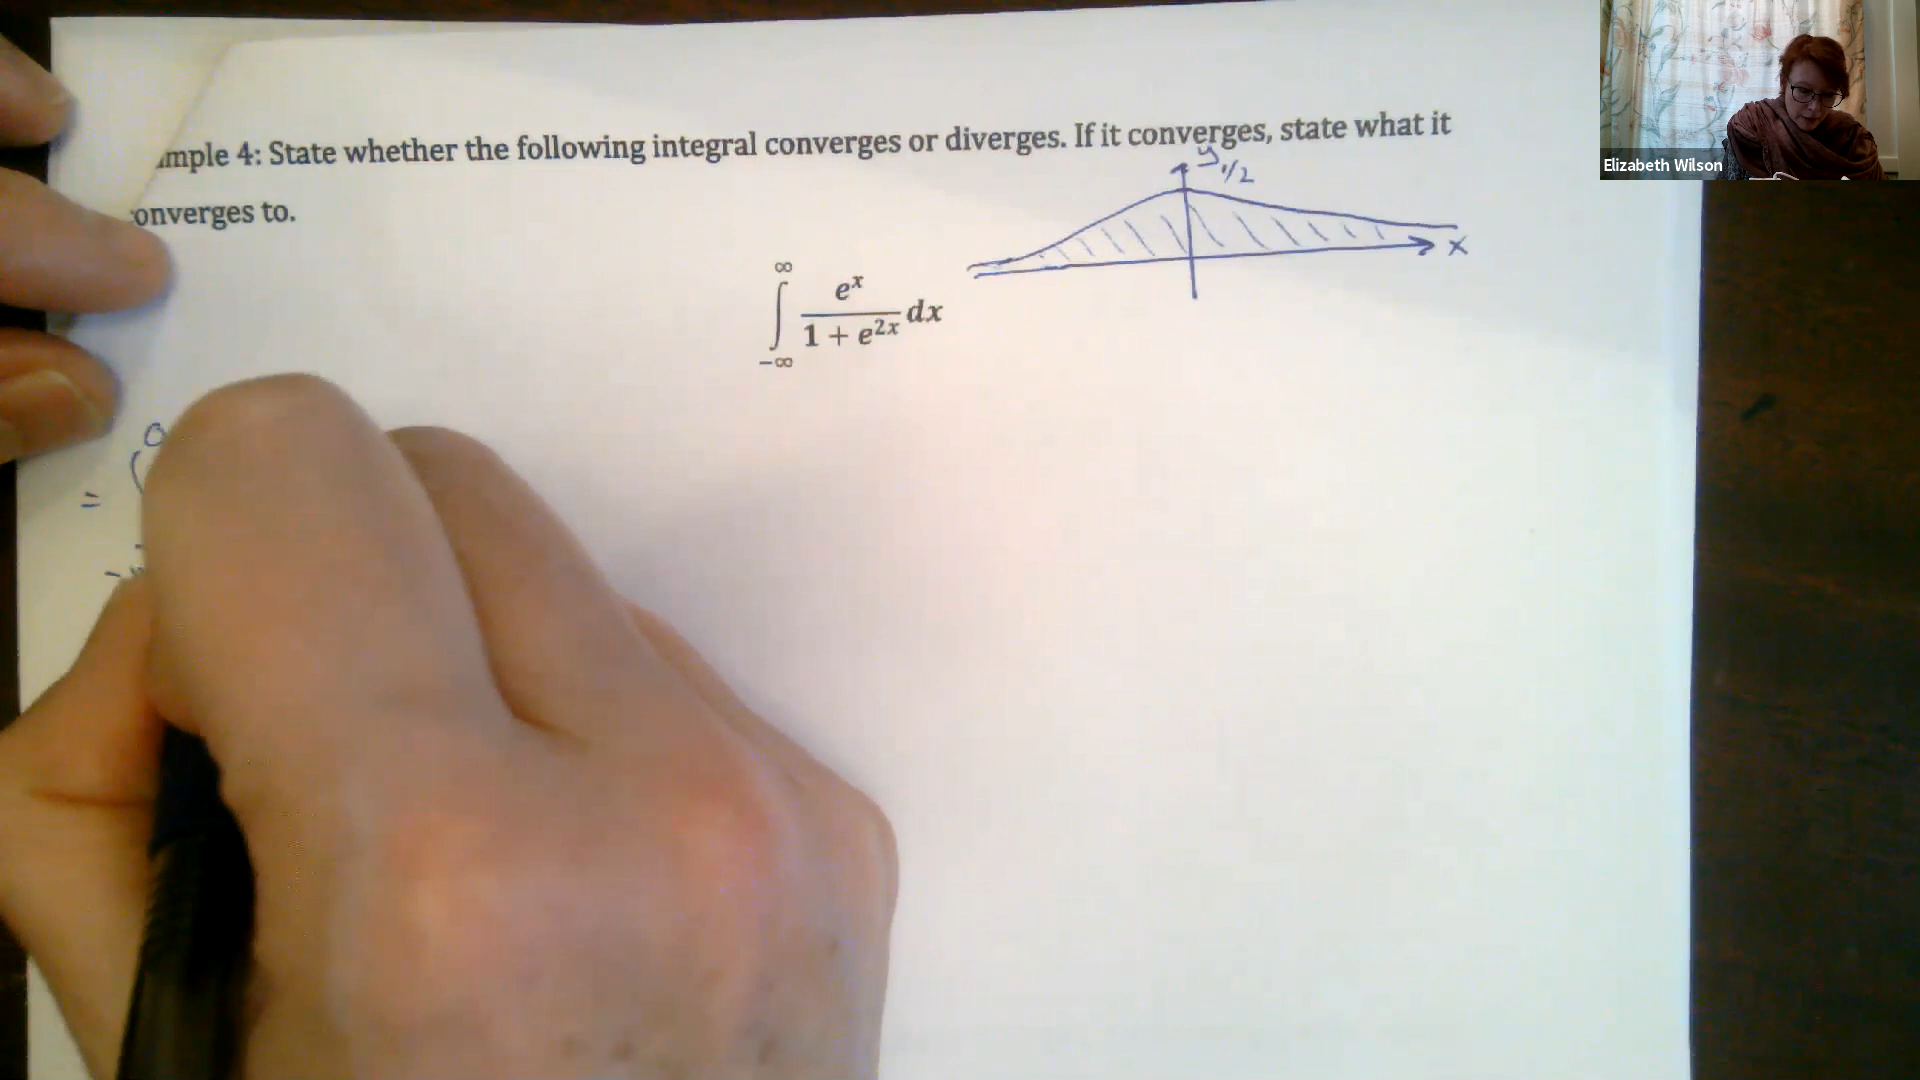 mple 4: State whether the following integral converges or diverges. If it converges, state what it
onverges to.
y 1/2
x
∞
∫ e^x / (1 + e^{2x}) dx
-∞
0
=
Elizabeth Wilson